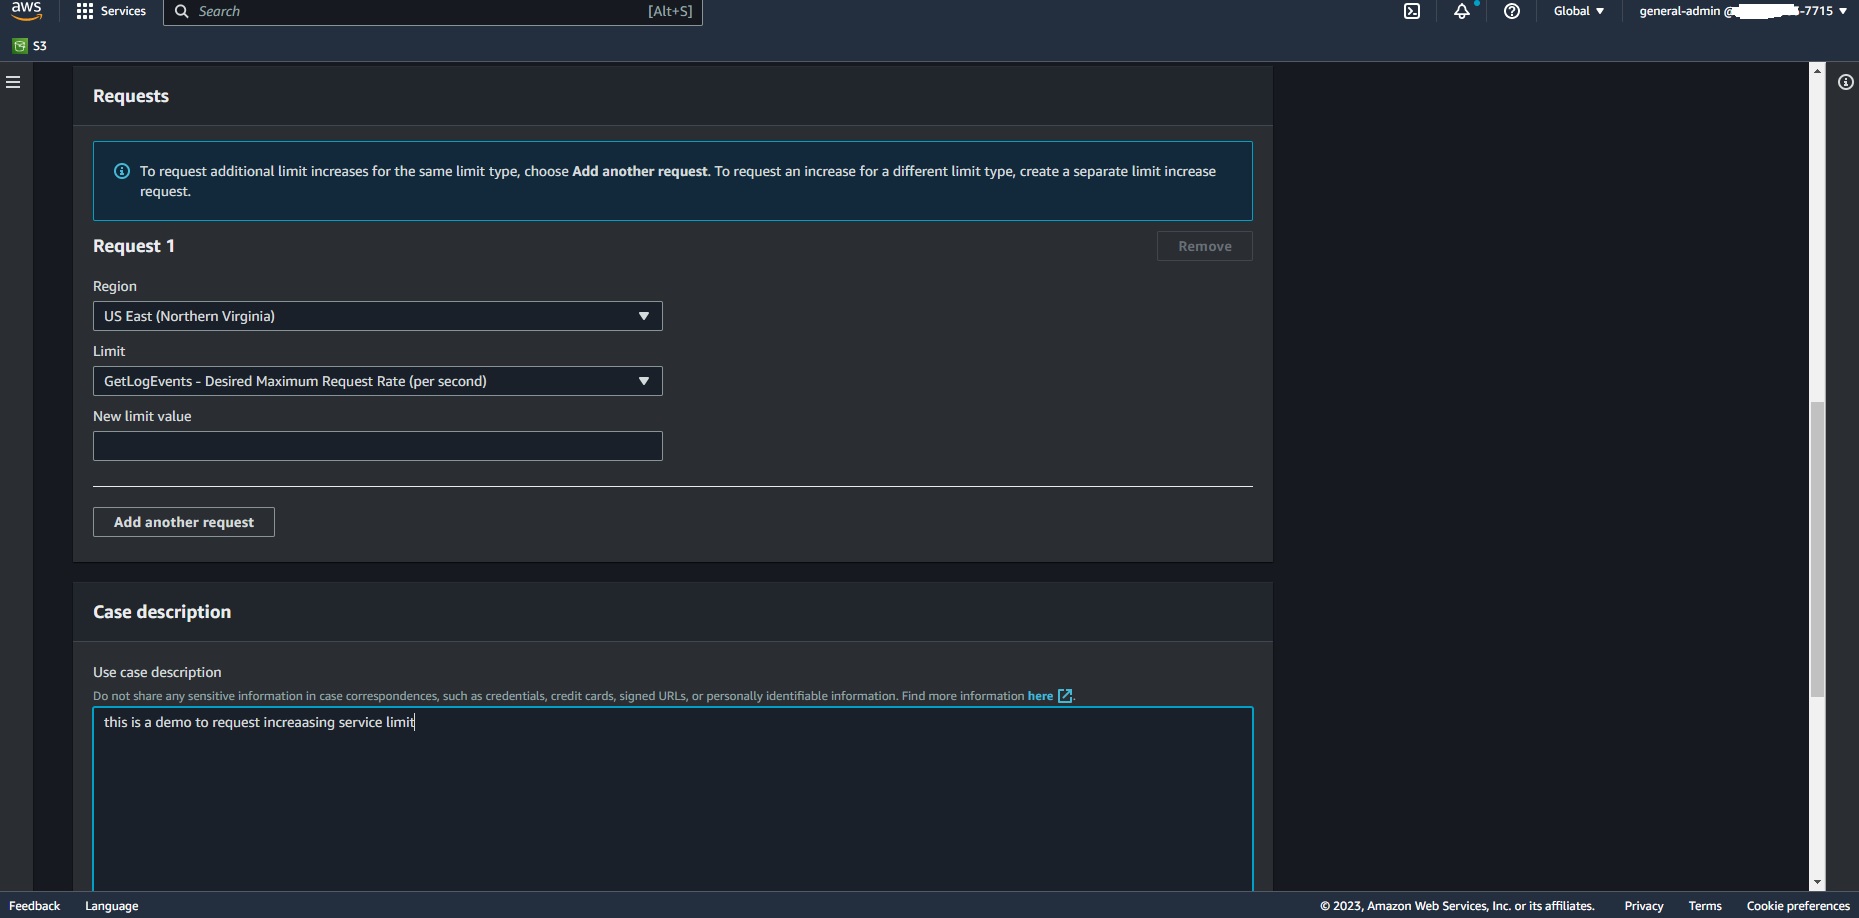 aws
Services
Search
[Alt+S]
Global
general-admin @
-7715
S3
Requests
To request additional limit increases for the same limit type, choose Add another request. To request an increase for a different limit type, create a separate limit increase
request.
Request 1
Remove
Region
US East (Northern Virginia)
Limit
GetLogEvents - Desired Maximum Request Rate (per second)
New limit value
Add another request
Case description
Use case description
Do not share any sensitive information in case correspondences, such as credentials, credit cards, signed URLs, or personally identifiable information. Find more information here.
this is a demo to request increaasing service limit
Feedback
Language
© 2023, Amazon Web Services, Inc. or its affiliates.
Privacy
Terms
Cookie preferences